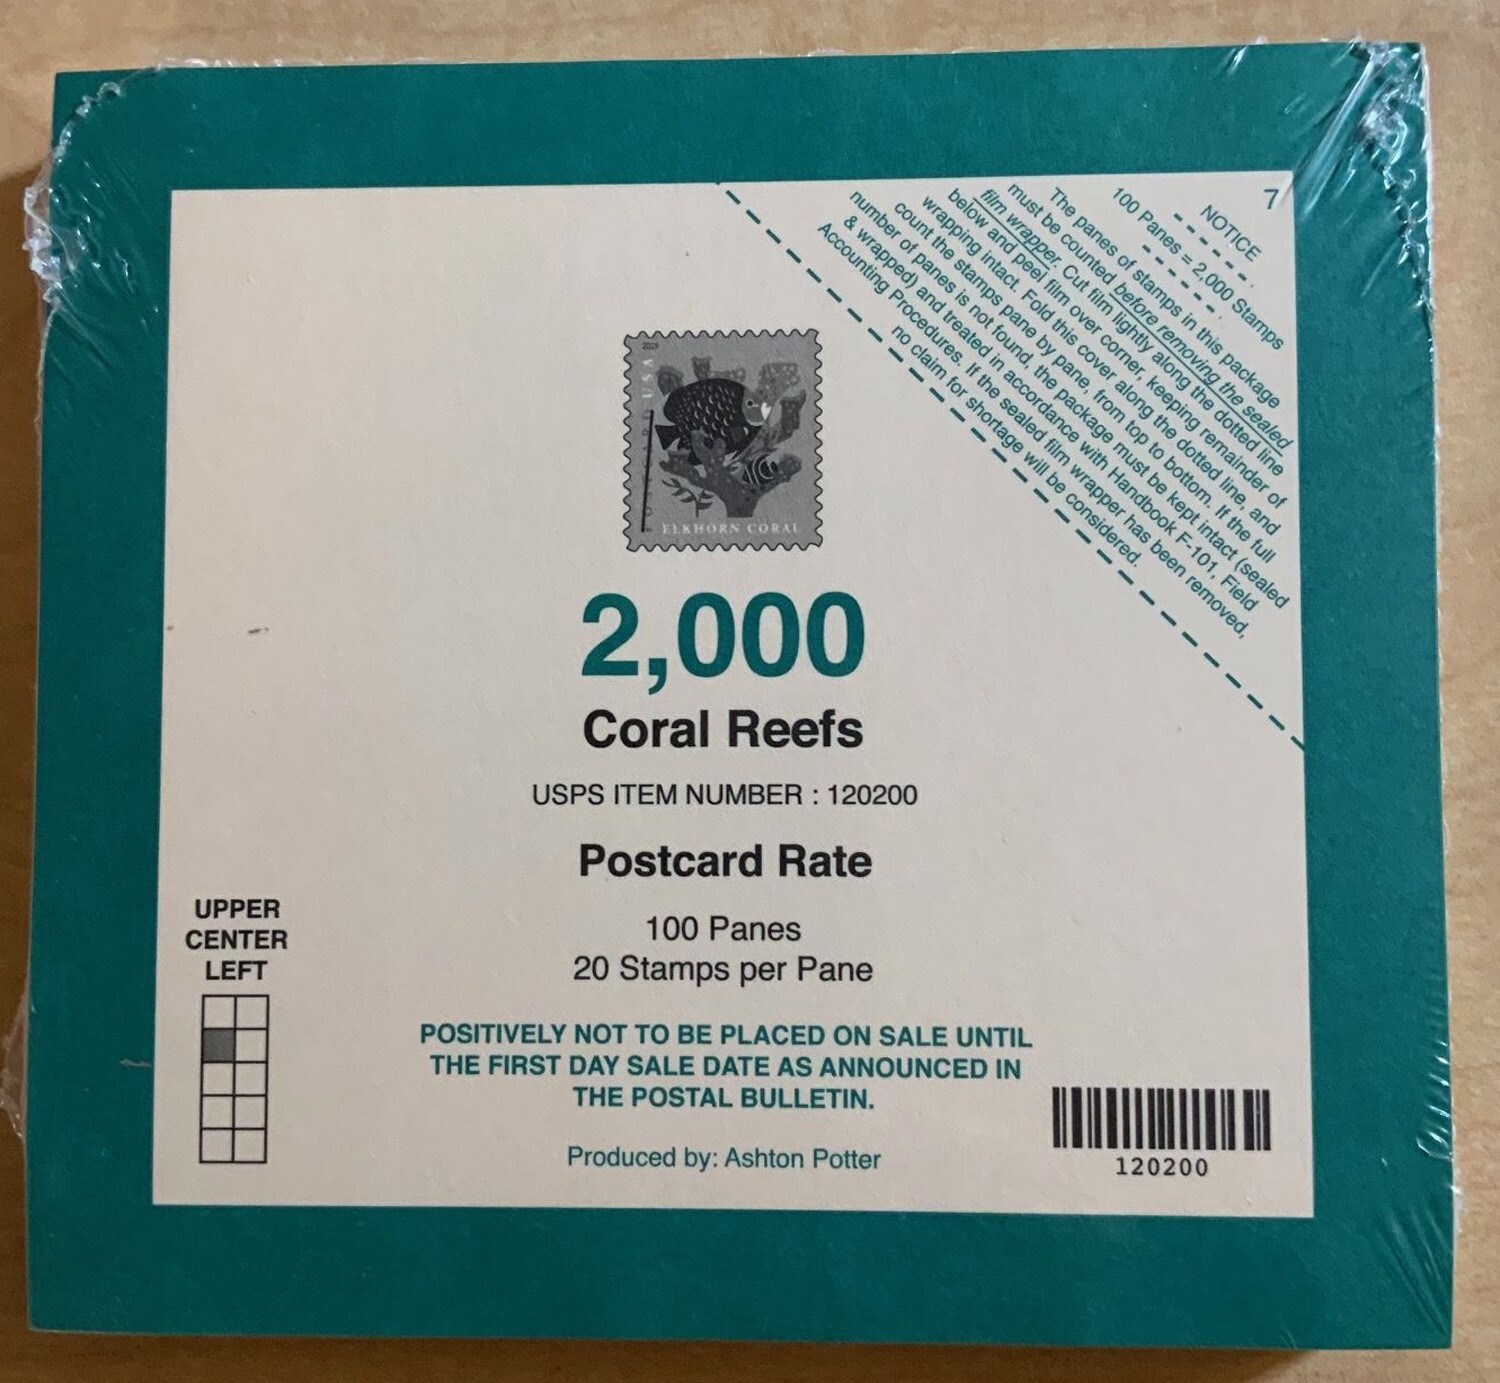 7
NOTICE
100 Panes = 2,000 Stamps
The panes of stamps in this package
must be counted before removing the sealed
film wrapper. Cut film lightly along the dotted line
below and peel film over corner, keeping remainder of
wrapping intact. Fold this cover along the dotted line, and
count the stamps pane by pane, from top to bottom. If the full
number of panes is not found, the package must be kept intact (sealed
& wrapped) and treated in accordance with Handbook F-101, Field
Accounting Procedures. If the sealed film wrapper has been removed,
no claim for shortage will be considered.
2019
USA
ELKHORN CORAL
2,000
Coral Reefs
USPS ITEM NUMBER : 120200
Postcard Rate
100 Panes
20 Stamps per Pane
UPPER
CENTER
LEFT
POSITIVELY NOT TO BE PLACED ON SALE UNTIL
THE FIRST DAY SALE DATE AS ANNOUNCED IN
THE POSTAL BULLETIN.
Produced by: Ashton Potter
120200